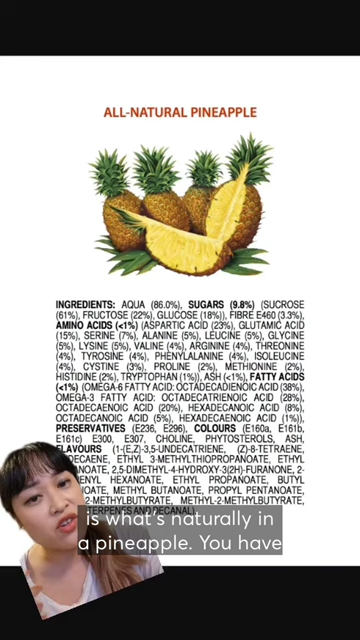 ALL-NATURAL PINEAPPLE
INGREDIENTS: AQUA (86.0%), SUGARS (9.8%) (SUCROSE
(61%), FRUCTOSE (22%), GLUCOSE (18%)), FIBRE E460 (3.3%),
AMINO ACIDS (<1%) (ASPARTIC ACID (23%), GLUTAMIC ACID
(15%), SERINE (7%), ALANINE (5%), LEUCINE (5%), GLYCINE
(5%), LYSINE (5%), VALINE (4%), ARGININE (4%), THREONINE
(4%), TYROSINE (4%), PHENYLALANINE (4%), ISOLEUCINE
(4%), CYSTINE (3%), PROLINE (2%), METHIONINE (2%),
HISTIDINE (2%), TRYPTOPHAN (1%)), ASH (<1%), FATTY ACIDS
(<1%) (OMEGA-6 FATTY ACID: OCTADECADIENOIC ACID (38%),
OMEGA-3 FATTY ACID: OCTADECATRIENOIC ACID (28%),
OCTADECENOIC ACID (20%), HEXADECANOIC ACID (8%),
OCTADECANOIC ACID (5%), HEXADECENOIC ACID (1%)),
PRESERVATIVES (E236, E296), COLOURS (E160a, E161b,
E161c) E300, E307, CHOLINE, PHYTOSTEROLS, ASH,
FLAVOURS (1-(E,Z)-3,5-UNDECATRIENE, (Z)-8-TETRAENE,
DECAENE, ETHYL 3-METHYLTHIOPROPANOATE, ETHYL
ANOATE, 2,5-DIMETHYL-4-HYDROXY-3(2H)-FURANONE, 2-
ENYL HEXANOATE, ETHYL PROPANOATE, BUTYL
NOATE, METHYL BUTANOATE, PROPYL PENTANOATE,
2-METHYLBUTYRATE, METHYL-2-METHYLBUTYRATE,
TERPENES AND DECANAL).
is what's naturally in
a pineapple. You have